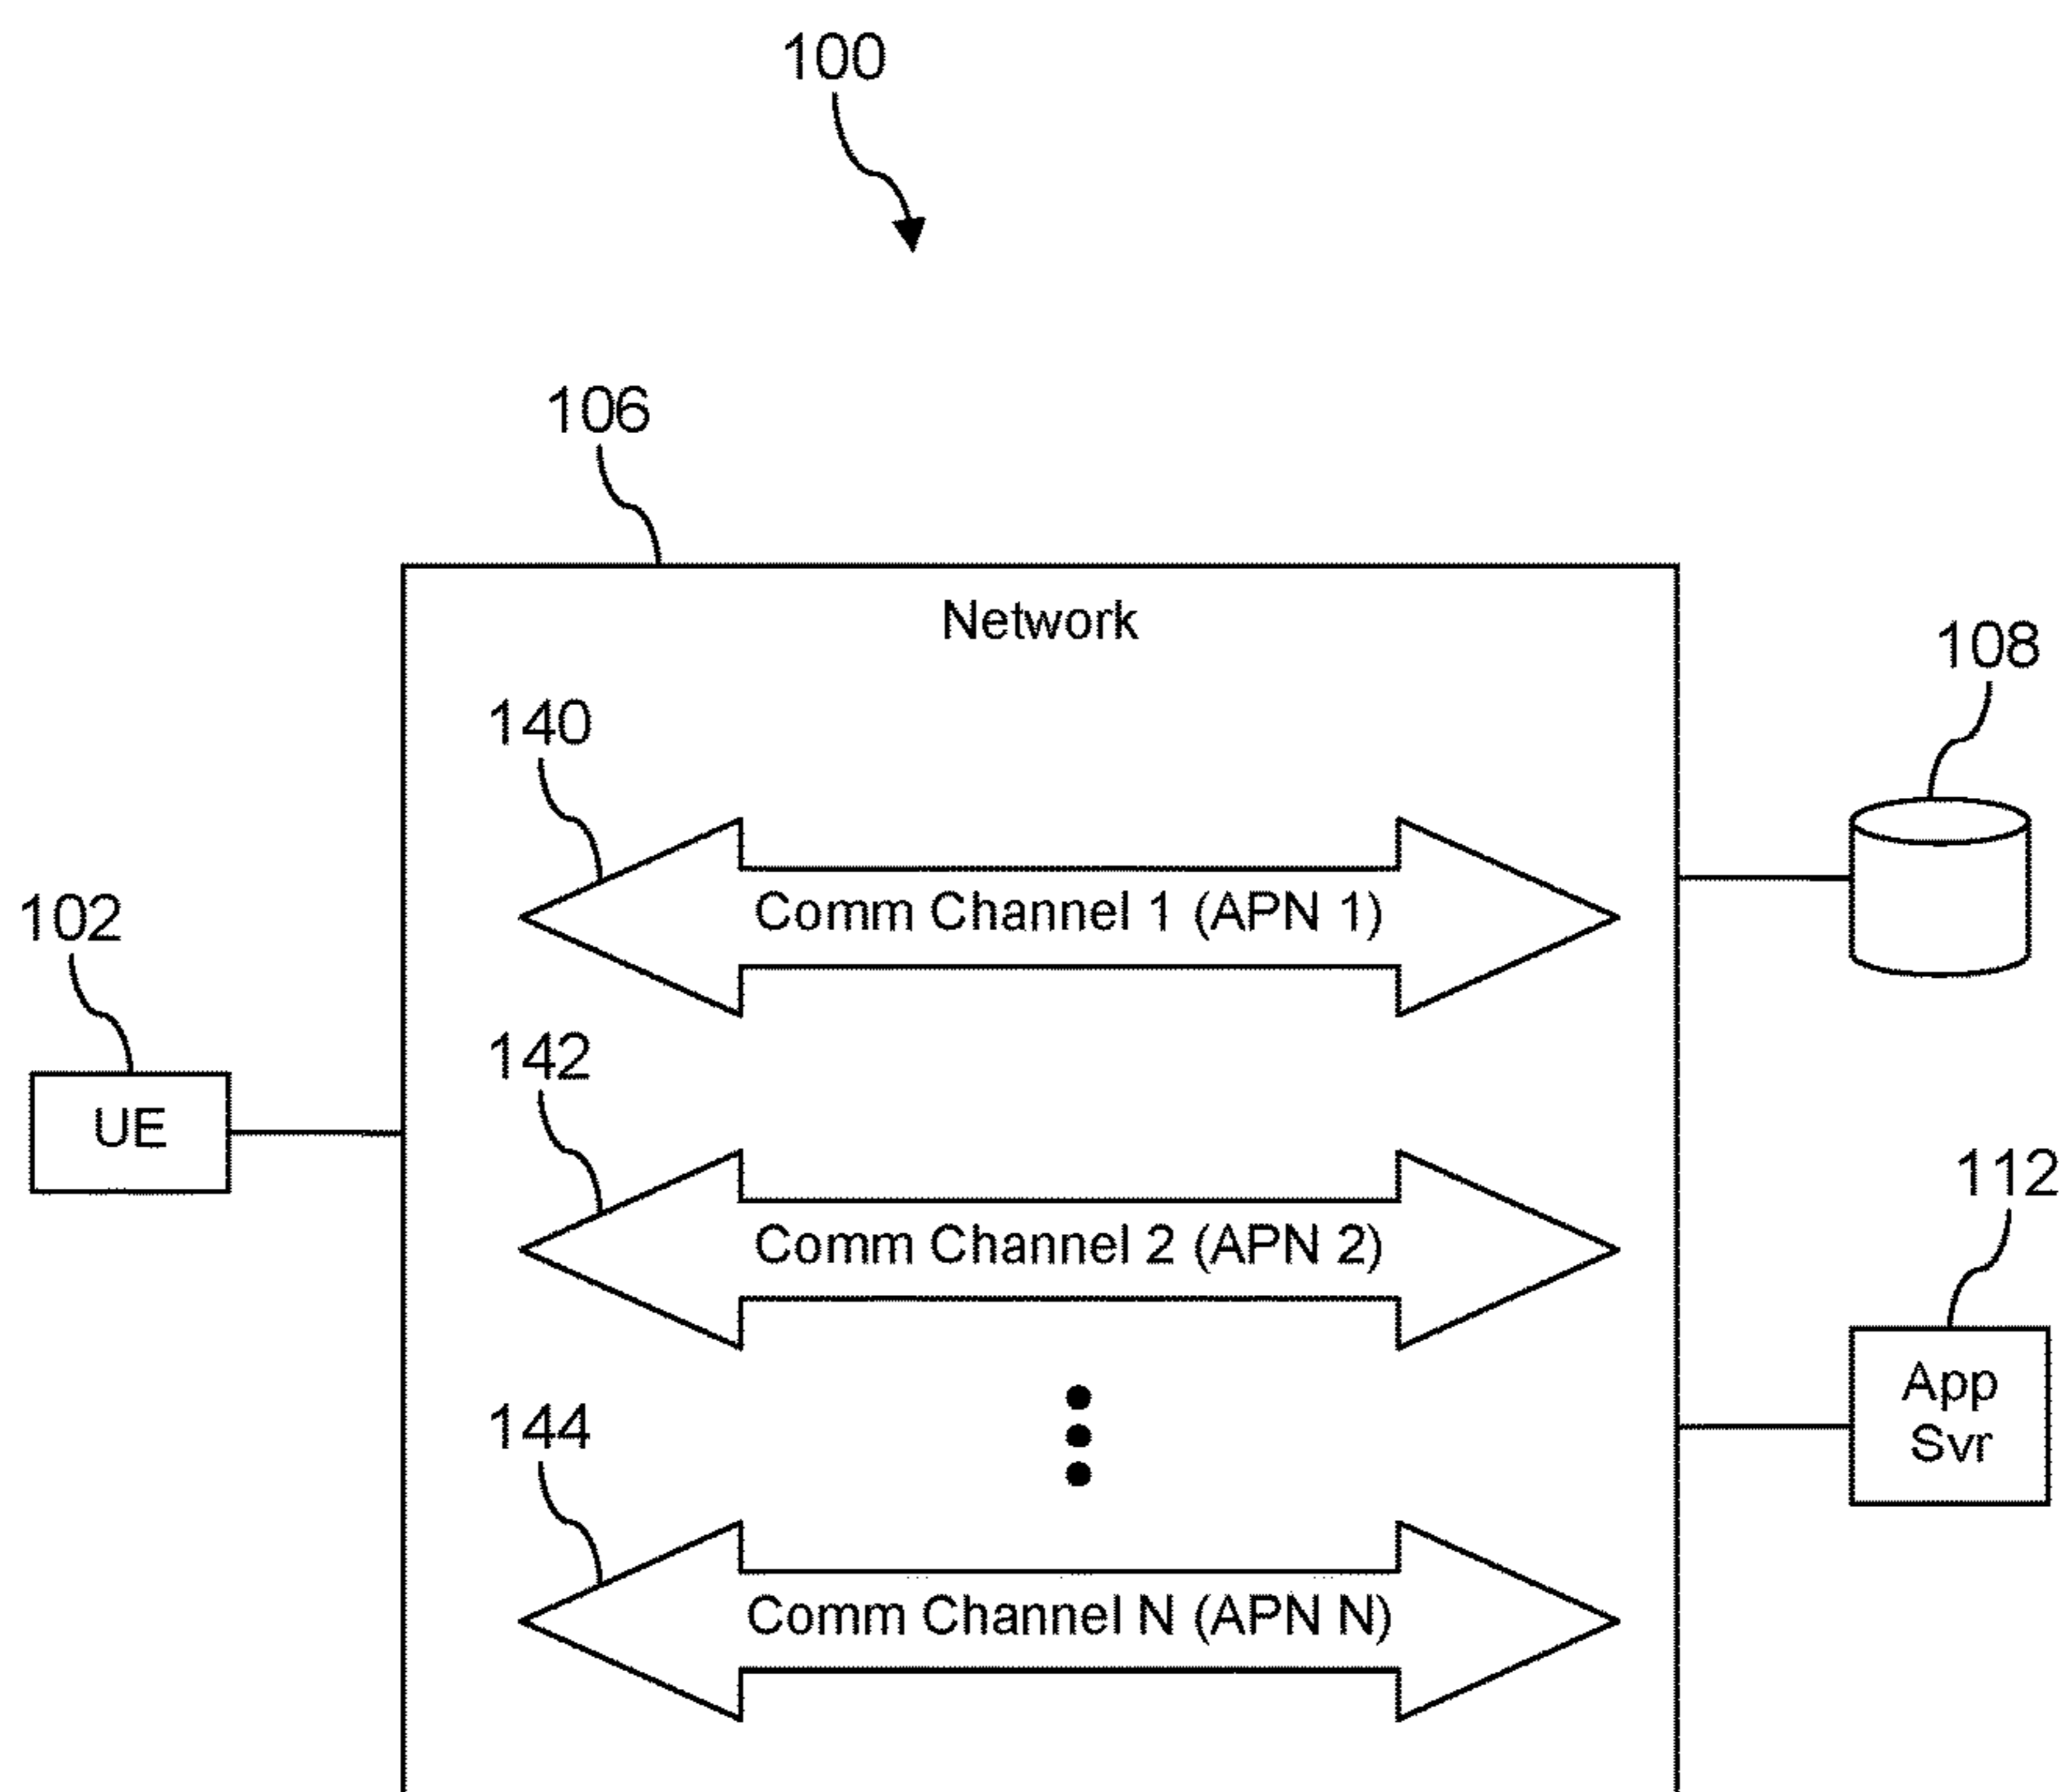 100
106
Network
108
140
Comm Channel 1 (APN 1)
102
142
UE
112
Comm Channel 2 (APN 2)
App
Svr
144
Comm Channel N (APN N)